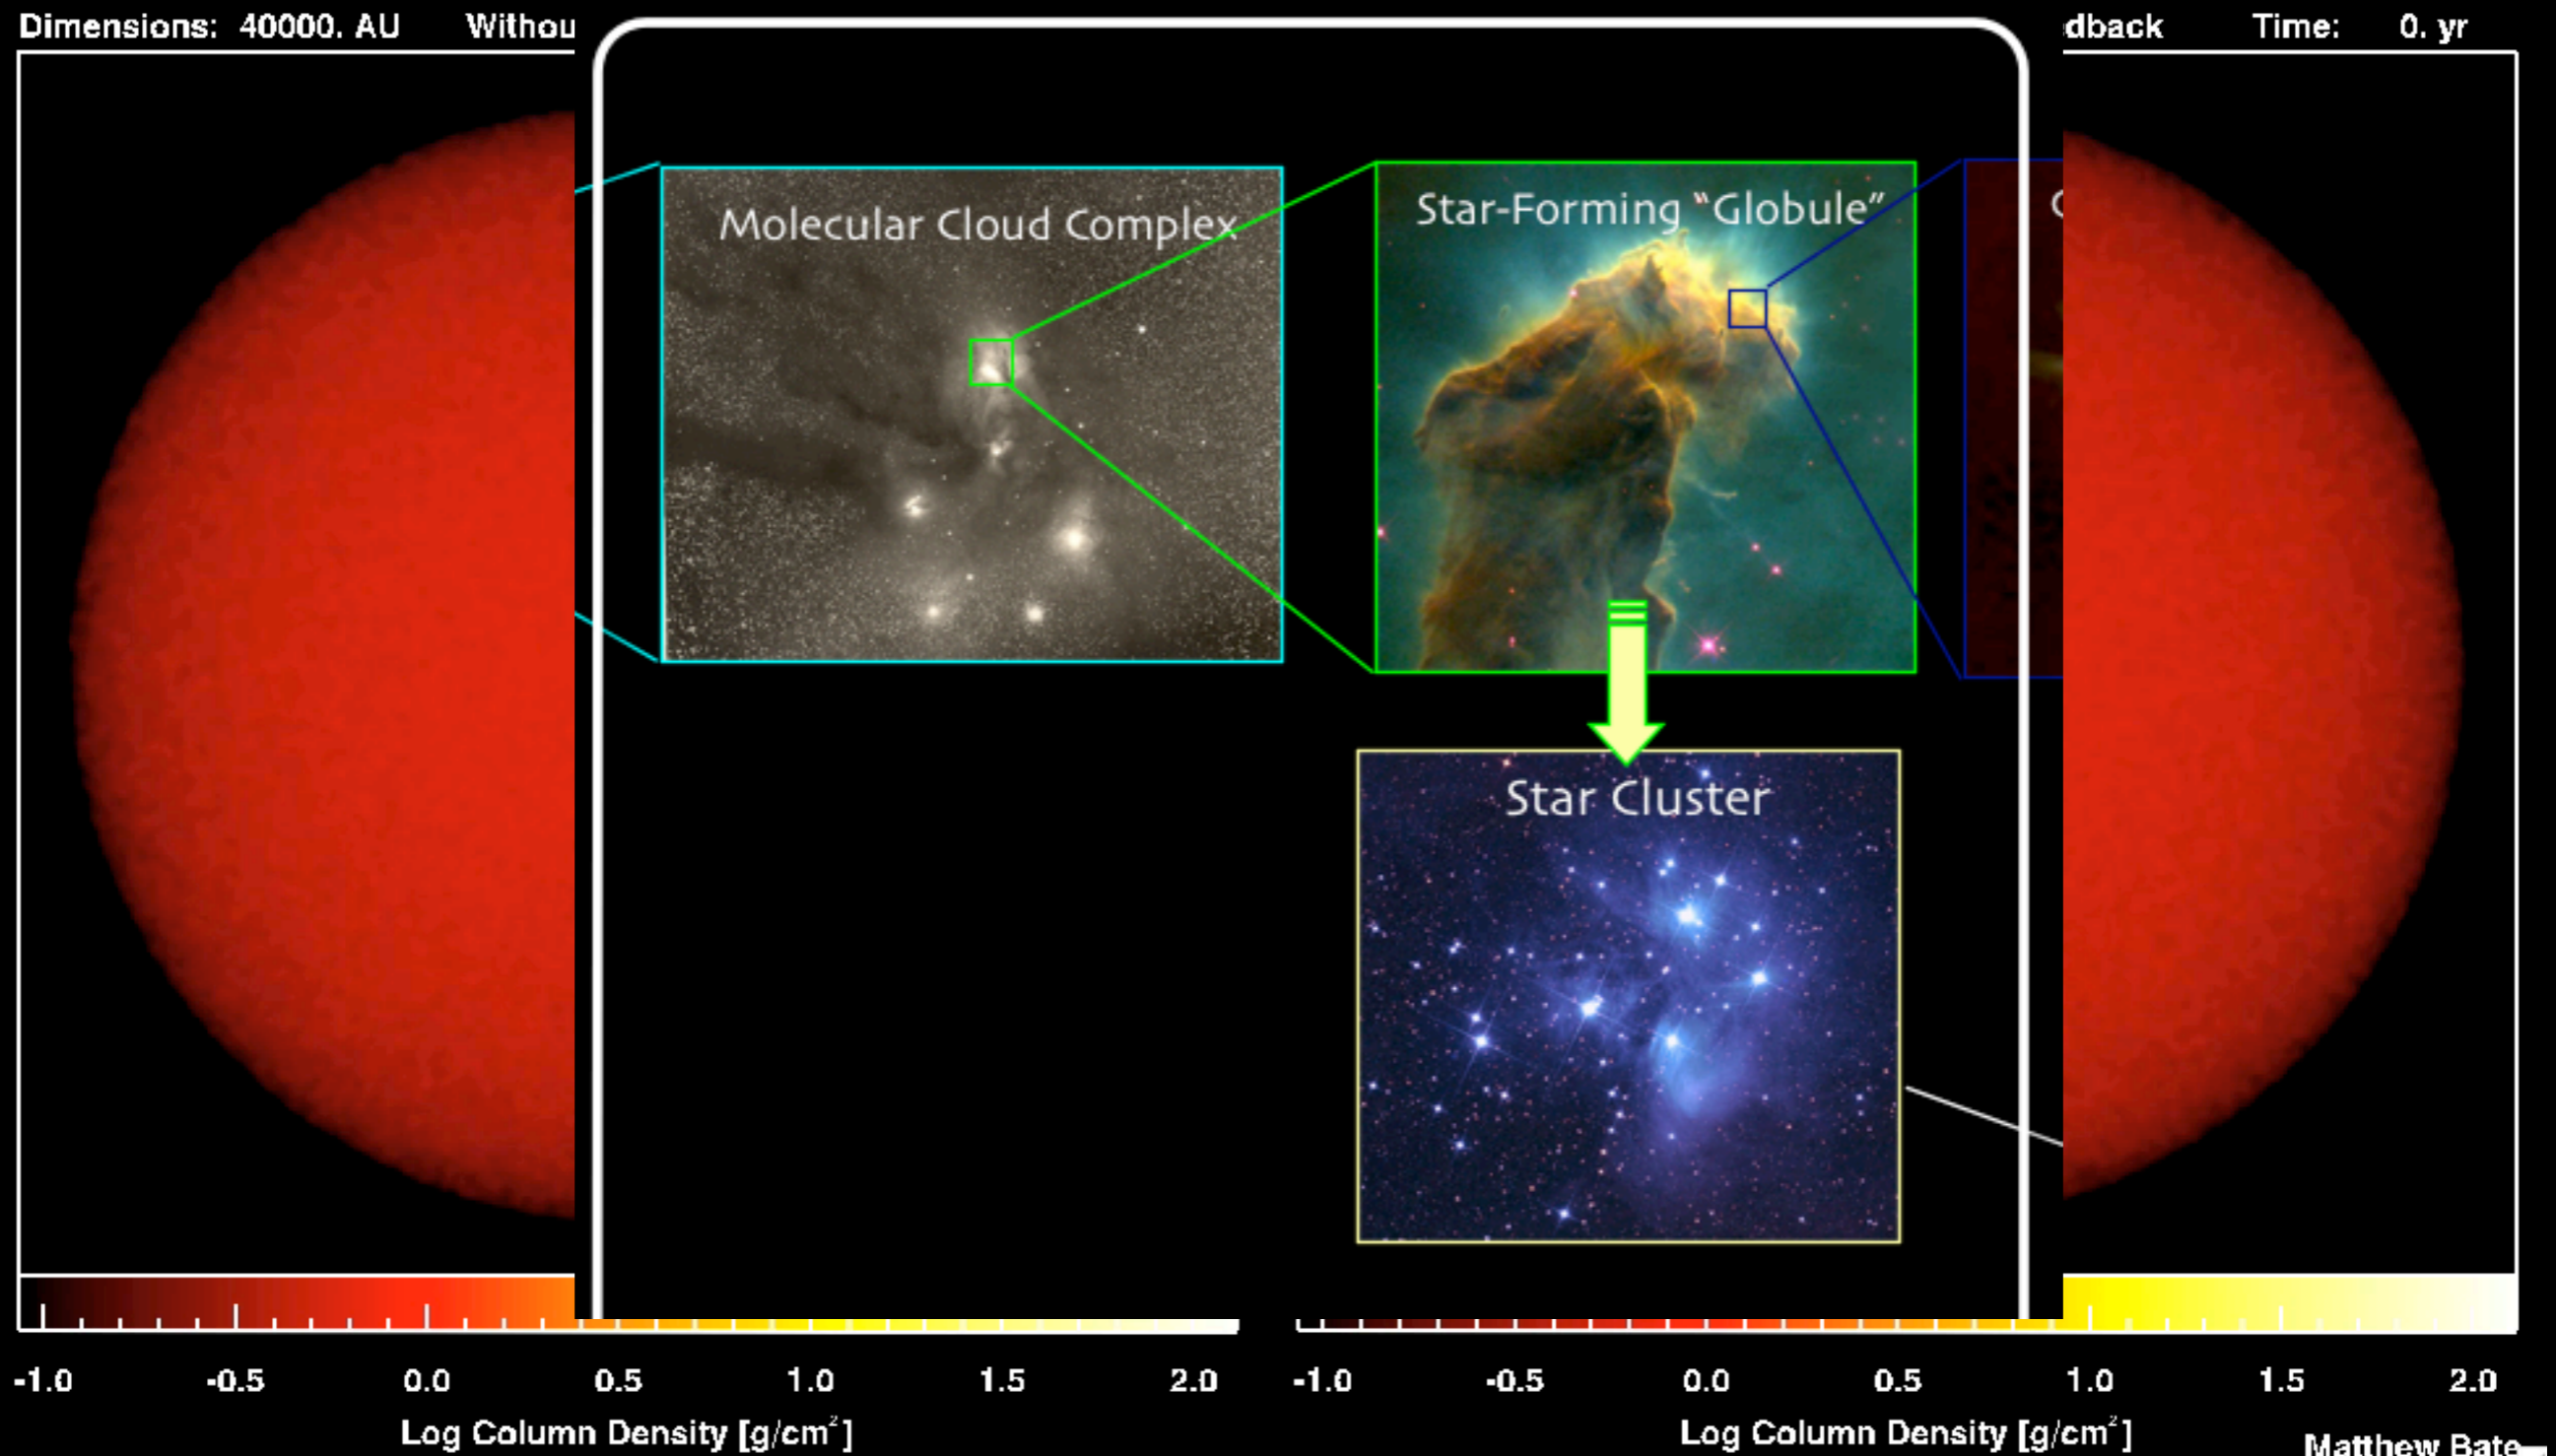 Dimensions: 40000. AU Withou
dback Time: 0. yr
Molecular Cloud Complex
Star-Forming “Globule”
Star Cluster
-1.0 -0.5 0.0 0.5 1.0 1.5 2.0
Log Column Density [g/cm²]
-1.0 -0.5 0.0 0.5 1.0 1.5 2.0
Log Column Density [g/cm²]
Matthew Bate